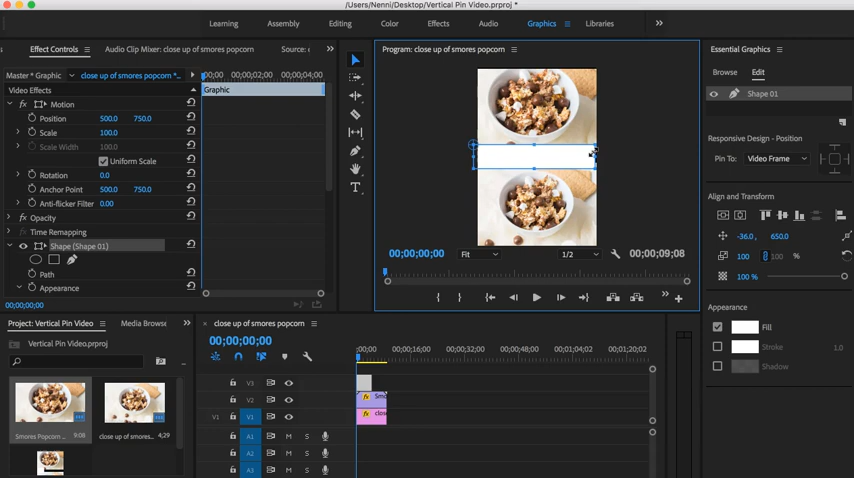 /Users/Nenni/Desktop/Vertical Pin Video.prproj *
Learning Assembly Editing Color Effects Audio Graphics Libraries
Effect Controls Audio Clip Mixer: close up of smores popcorn Source: c
Master * Graphic close up of smores popcorn *...
00;00 00;00;02;00 00;00;04;00
Video Effects
Graphic
fx Motion
Position 500.0 750.0
Scale 100.0
Scale Width 100.0
Uniform Scale
Rotation 0.0
Anchor Point 500.0 750.0
Anti-flicker Filter 0.00
fx Opacity
fx Time Remapping
Shape (Shape 01)
Path
Appearance
00;00;00;00
Program: close up of smores popcorn
00;00;00;00 Fit 1/2 00;00;09;08
Essential Graphics
Browse Edit
Shape 01
Responsive Design - Position
Pin To: Video Frame
Align and Transform
-36.0, 650.0
100 100 %
100 %
Appearance
Fill
Stroke 1.0
Shadow
Project: Vertical Pin Video Media Browse
Vertical Pin Video.prproj
Smores Popcorn ... 9;08
close up of smores... 4;29
× close up of smores popcorn
00;00;00;00
;00;00 00;00;16;00 00;00;32;00 00;00;48;00 00;01;04;02 00;01;20;02
V3
V2 fx Smo
V1 V1 fx clos
A1 M S
A2 M S
A3 M S